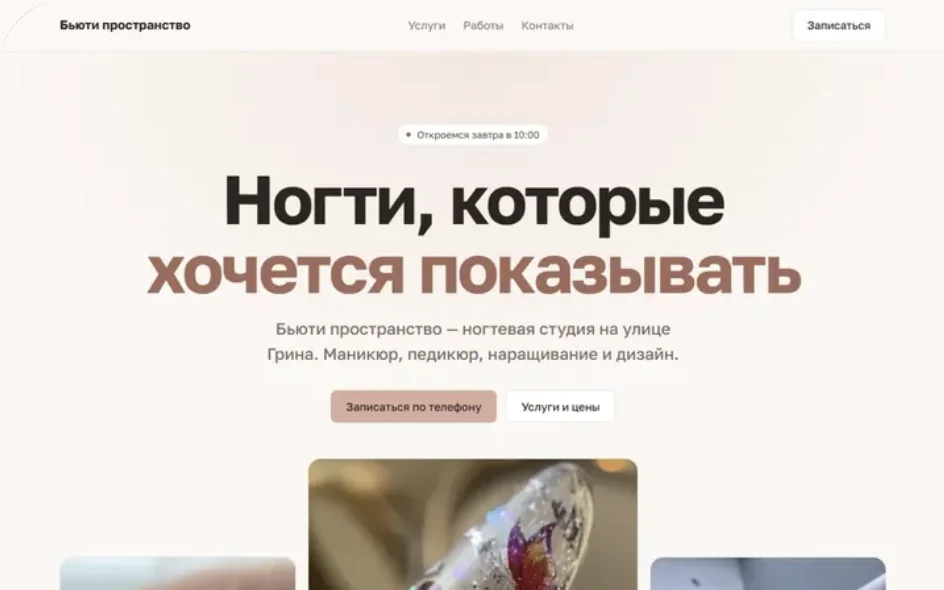 Бьюти пространство
Услуги
Работы
Контакты
Записаться
Откроемся завтра в 10:00
Ногти, которые
хочется показывать
Бьюти пространство — ногтевая студия на улице
Грина. Маникюр, педикюр, наращивание и дизайн.
Записаться по телефону
Услуги и цены